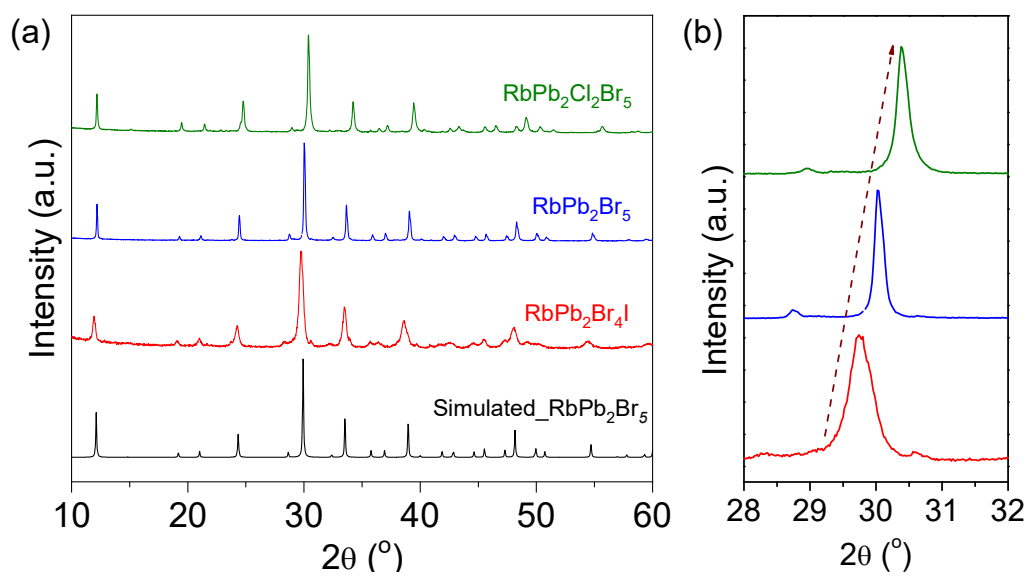 (a)
Intensity (a.u.)
RbPb₂Cl₂Br₅
RbPb₂Br₅
RbPb₂Br₄I
Simulated_RbPb₂Br₅
10 20 30 40 50 60
2θ (°)
(b)
Intensity (a.u.)
28 29 30 31 32
2θ (°)